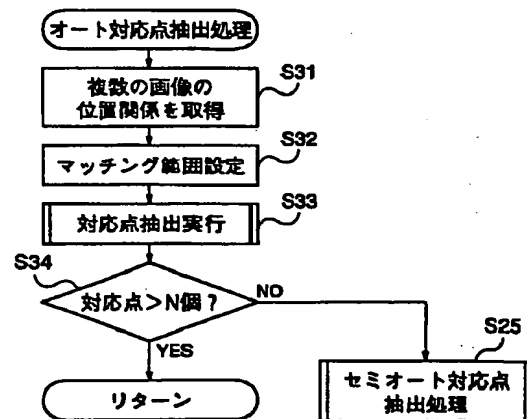 オート対応点抽出処理
S31
複数の画像の
位置関係を取得
S32
マッチング範囲設定
S33
対応点抽出実行
S34
対応点>N個?
NO
YES
S25
リターン
セミオート対応点
抽出処理